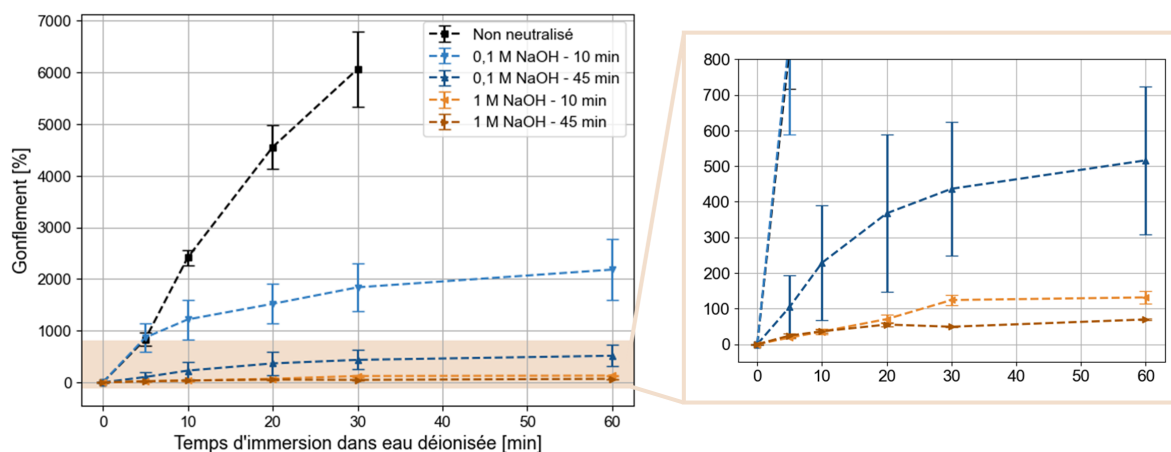 7000
6000
5000
4000
3000
2000
1000
0
Gonflement [%]
0 10 20 30 40 50 60
Temps d'immersion dans eau déionisée [min]
Non neutralisé
0,1 M NaOH - 10 min
0,1 M NaOH - 45 min
1 M NaOH - 10 min
1 M NaOH - 45 min
800
700
600
500
400
300
200
100
0
0 10 20 30 40 50 60